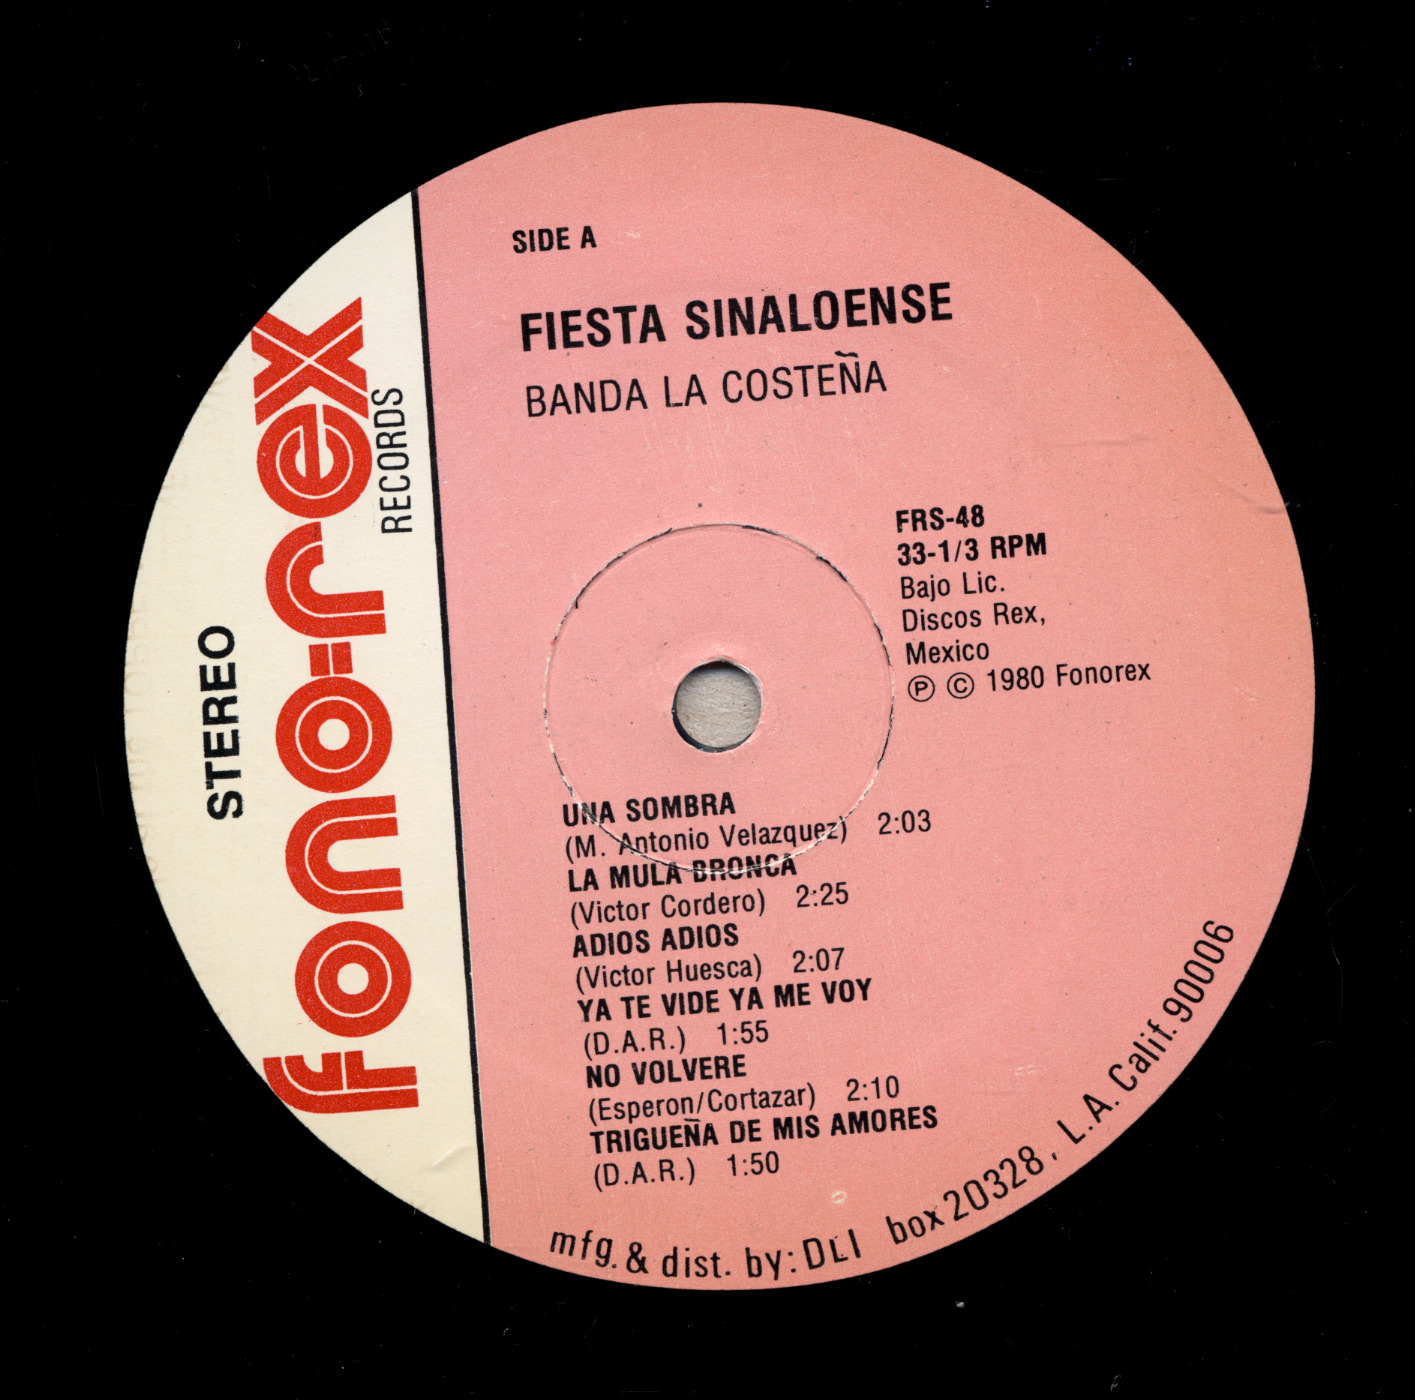 SIDE A
FIESTA SINALOENSE
BANDA LA COSTEÑA
STEREO
fono-rex
RECORDS
FRS-48
33-1/3 RPM
Bajo Lic.
Discos Rex,
Mexico
Ⓟ © 1980 Fonorex
UNA SOMBRA
(M. Antonio Velazquez) 2:03
LA MULA BRONCA
(Victor Cordero) 2:25
ADIOS ADIOS
(Victor Huesca) 2:07
YA TE VIDE YA ME VOY
(D.A.R.) 1:55
NO VOLVERE
(Esperon/Cortazar) 2:10
TRIGUEÑA DE MIS AMORES
(D.A.R.) 1:50
mfg. & dist. by: DLI box 20328, L.A. Calif. 90006